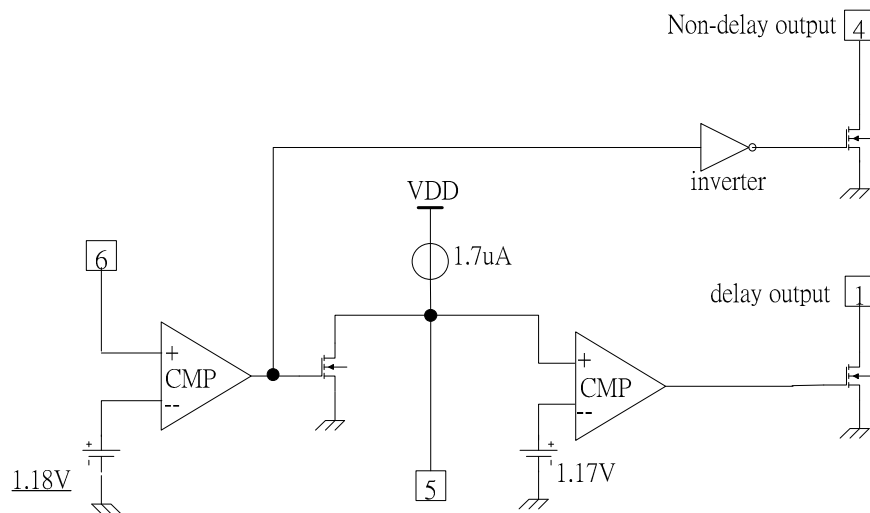 Non-delay output 4
inverter
VDD
6
1.7uA
delay output 1
+
CMP
--
+
-
1.18V
+
CMP
--
+
-
1.17V
5